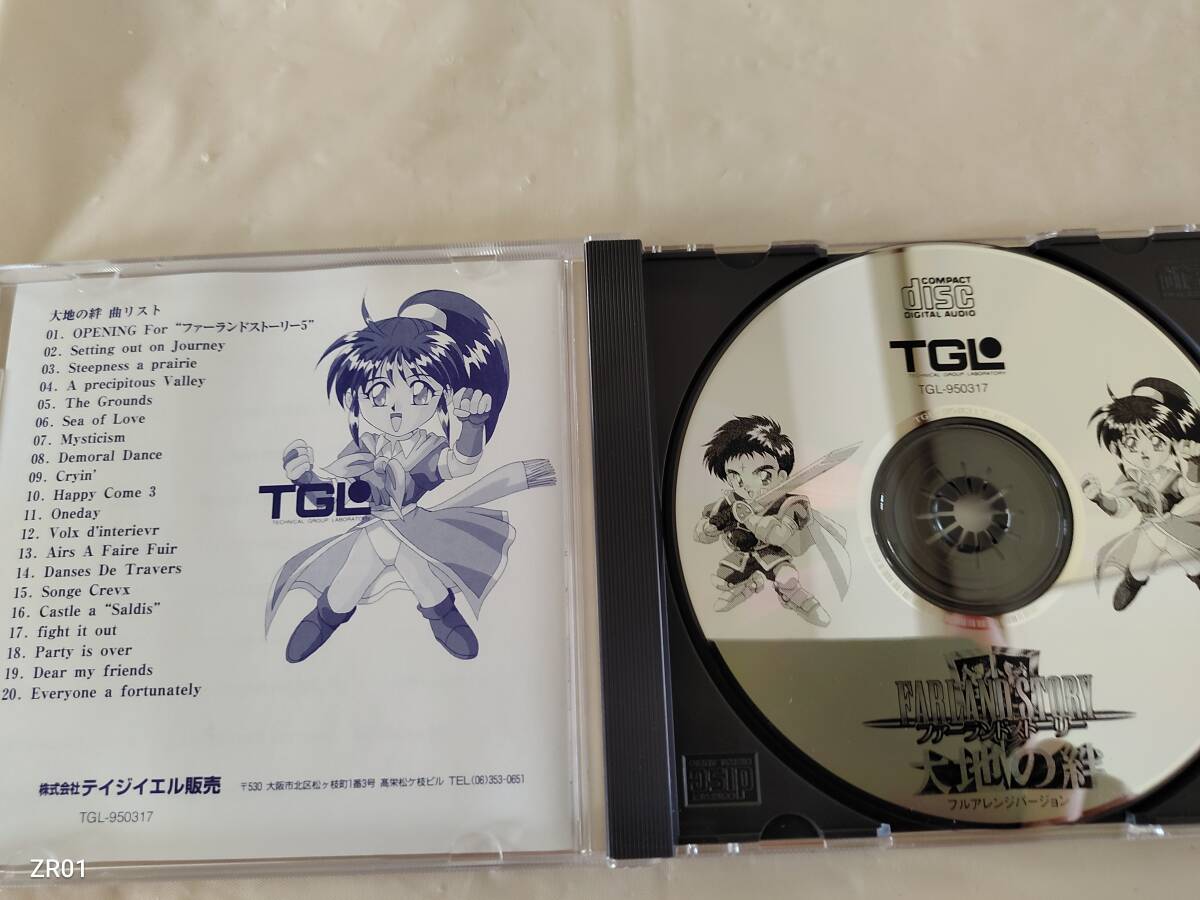 大地の絆 曲リスト
01. OPENING For “ファーランドストーリー5”
02. Setting out on Journey
03. Steepness a prairie
04. A precipitous Valley
05. The Grounds
06. Sea of Love
07. Mysticism
08. Demoral Dance
09. Cryin’
10. Happy Come 3
11. Oneday
12. Volx d'interievr
13. Airs A Faire Fuir
14. Danses De Travers
15. Songe Crevx
16. Castle a “Saldis”
17. fight it out
18. Party is over
19. Dear my friends
20. Everyone a fortunately
TGL
TECHNICAL GROUP LABORATORY
株式会社テイジイエル販売 〒530 大阪市北区松ヶ枝町1番3号 高栄松ケ枝ビル TEL(06)353-0651
TGL-950317
COMPACT
disc
DIGITAL AUDIO
TGL
TECHNICAL GROUP LABORATORY
TGL-950317
FARLAND STORY
ファーランドストーリー
大地の絆
フルアレンジバージョン
ZR01